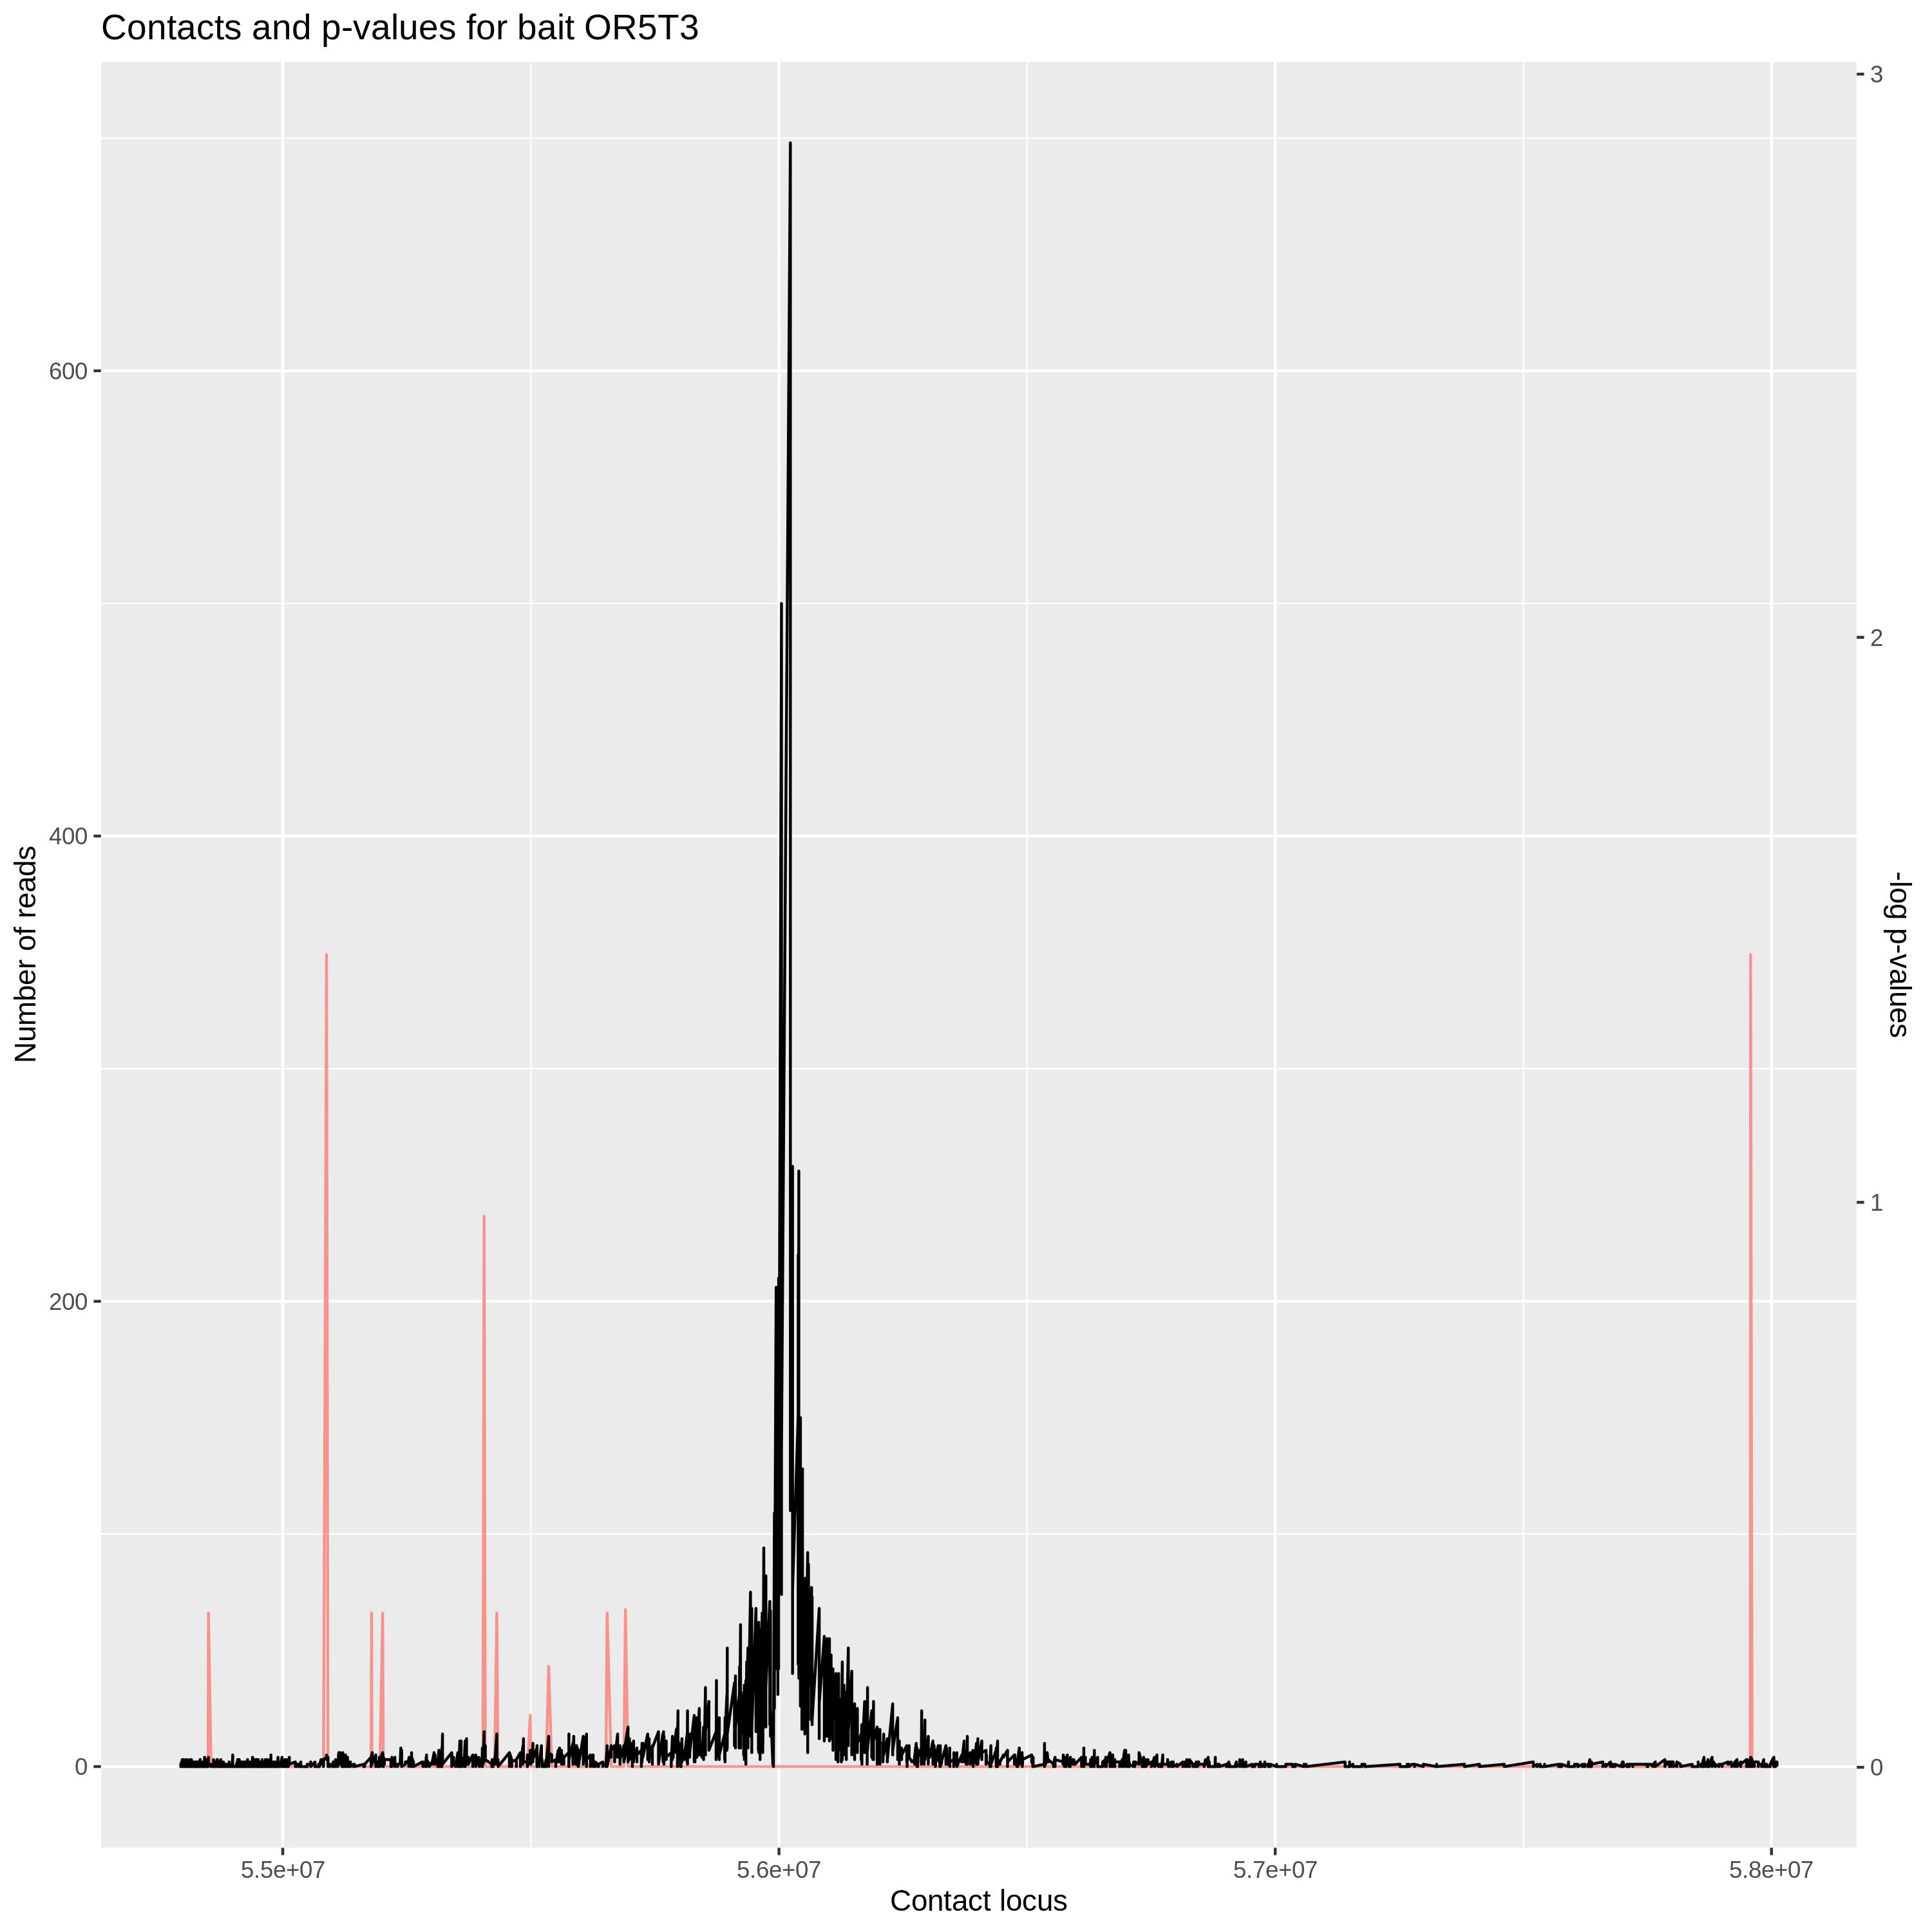 Contacts and p-values for bait OR5T3
3
600
2
400
Number of reads
-log p-values
1
200
0
0
5.5e+07
5.6e+07
5.7e+07
5.8e+07
Contact locus